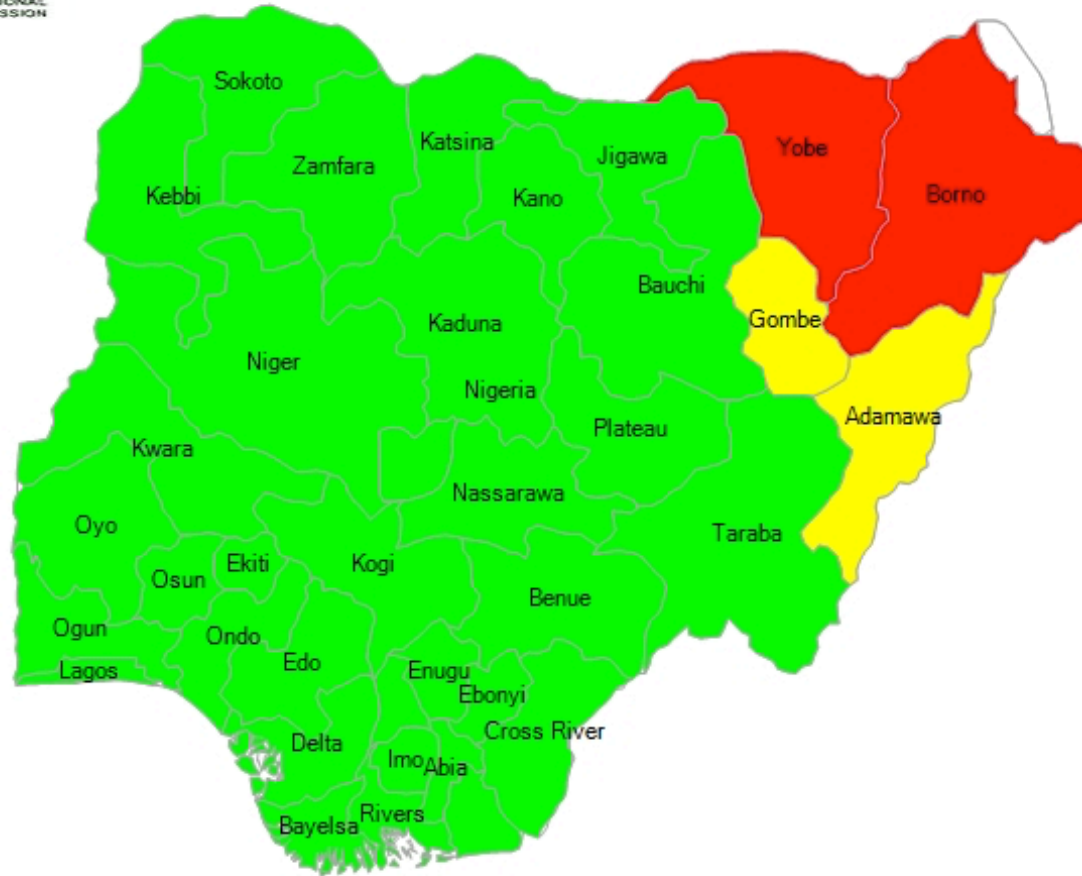 SSION
Sokoto
Katsina
Zamfara
Jigawa
Yobe
Kebbi
Kano
Borno
Bauchi
Gombe
Kaduna
Niger
Nigeria
Adamawa
Plateau
Kwara
Nassarawa
Oyo
Taraba
Ekiti
Kogi
Osun
Benue
Ogun
Ondo
Edo
Lagos
Enugu
Ebonyi
Cross River
Delta
Imo
Abia
Rivers
Bayelsa